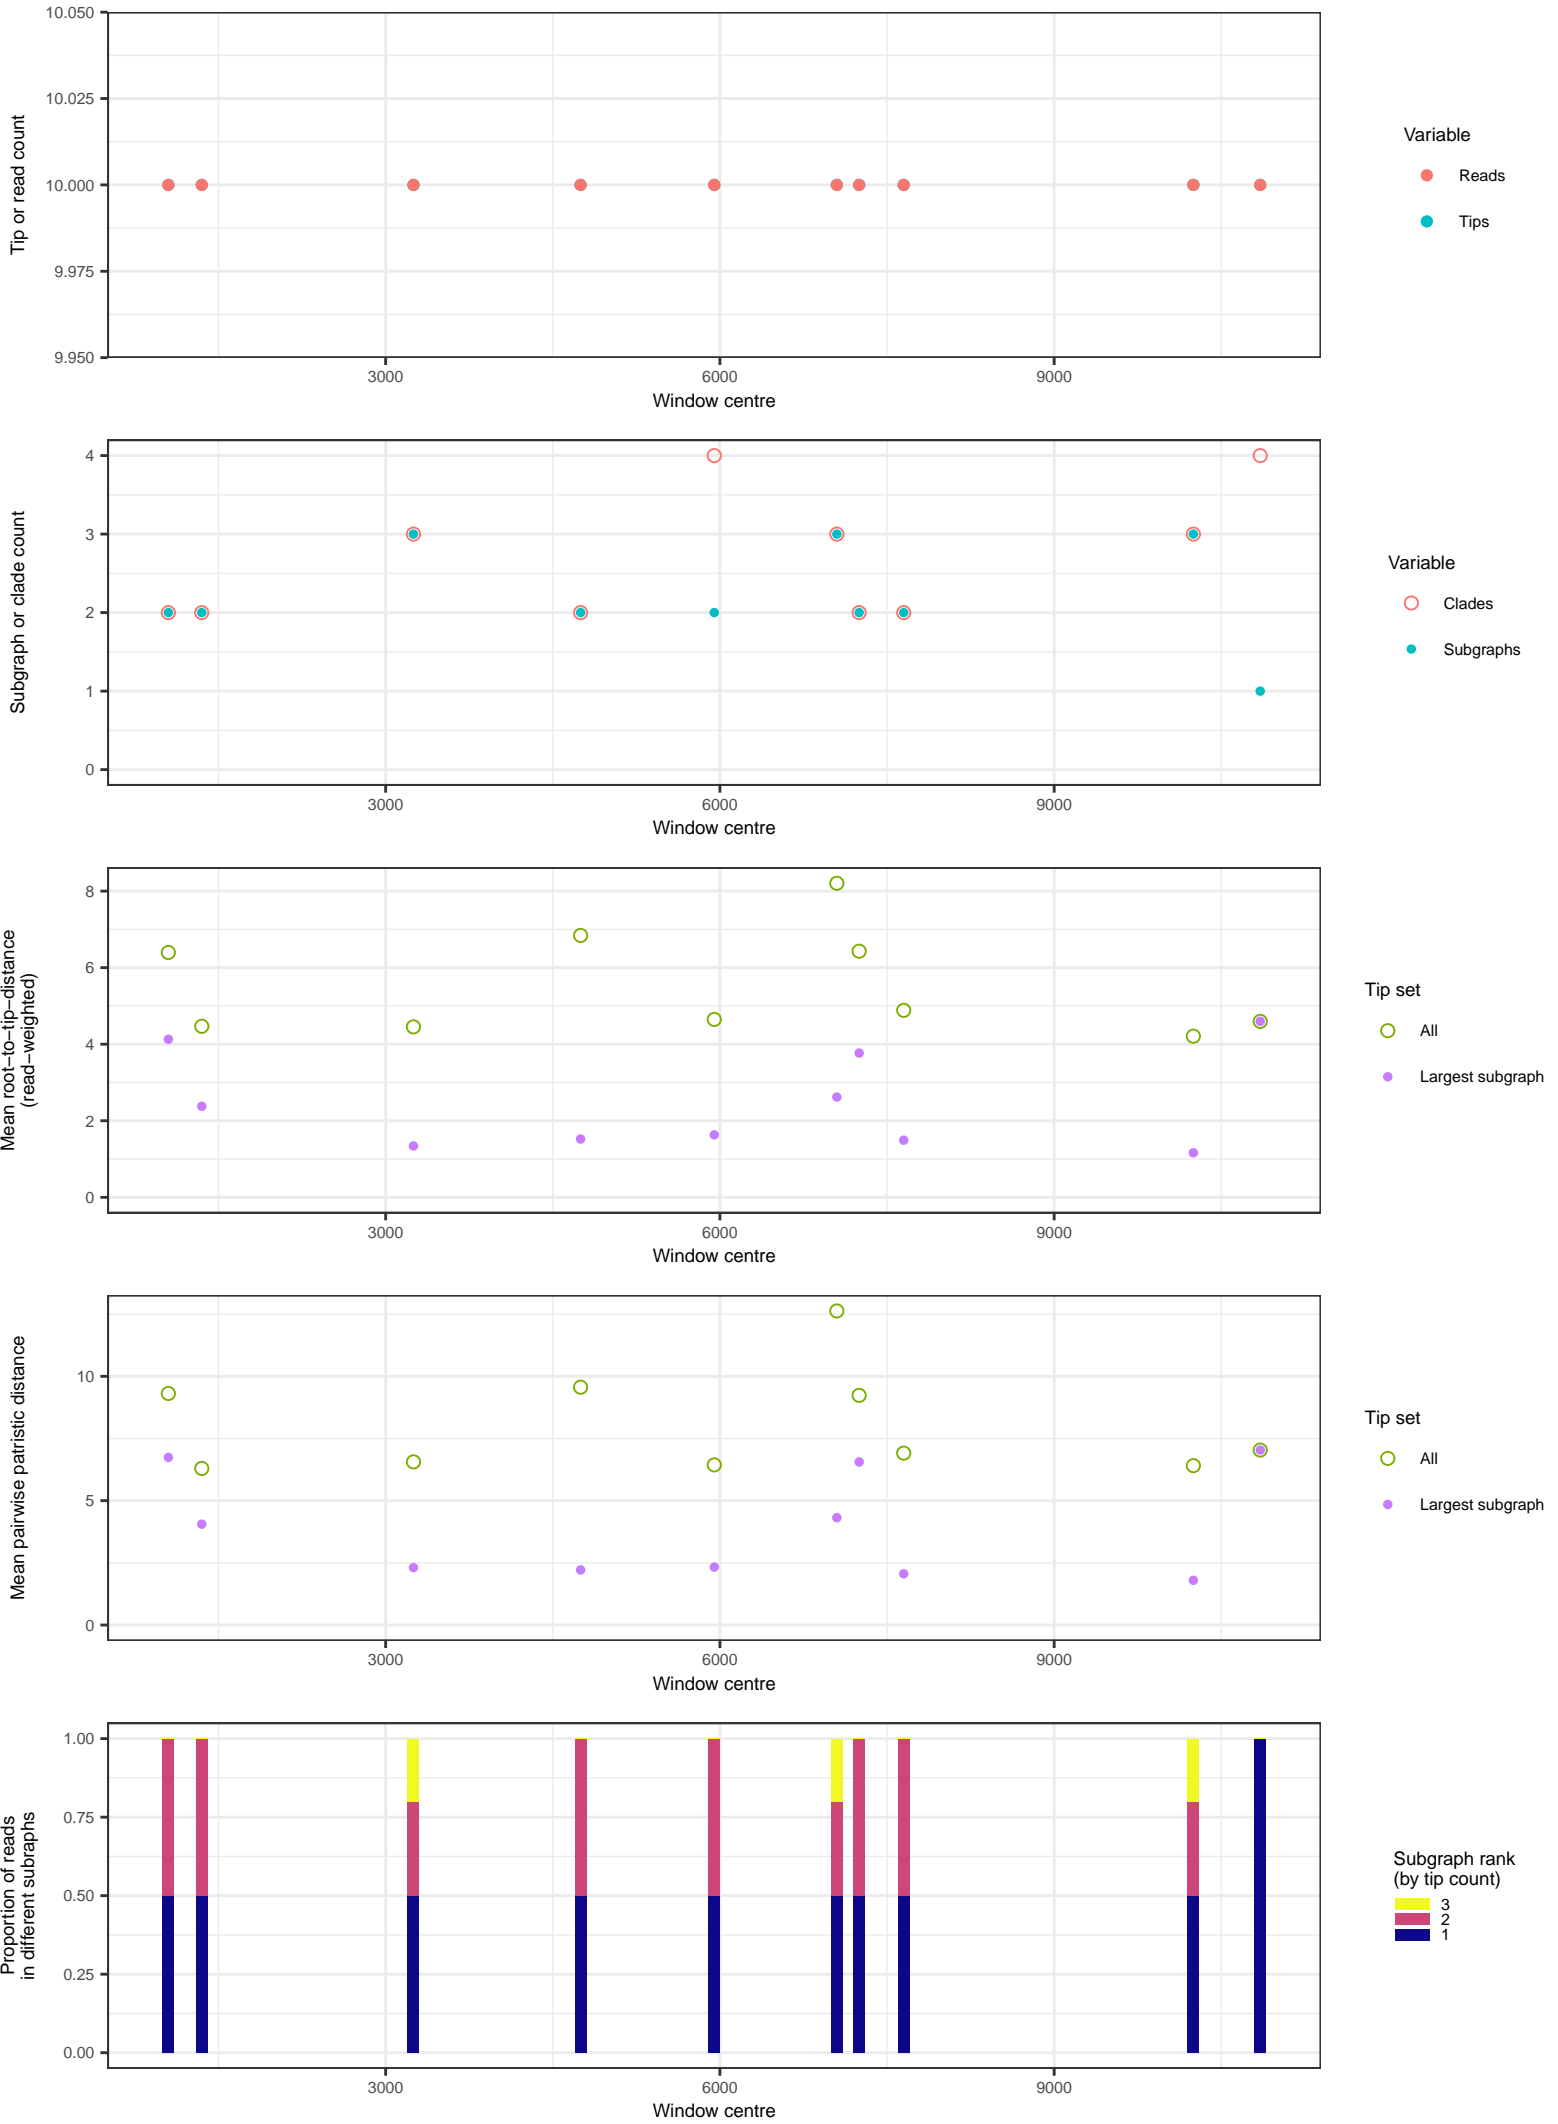 10.050
10.025
10.000
9.975
9.950
Tip or read count
3000
6000
9000
Window centre
Variable
Reads
Tips
4
3
2
1
0
Subgraph or clade count
3000
6000
9000
Window centre
Variable
Clades
Subgraphs
8
6
4
2
0
Mean root−to−tip−distance
(read−weighted)
3000
6000
9000
Window centre
Tip set
All
Largest subgraph
10
5
0
Mean pairwise patristic distance
3000
6000
9000
Window centre
Tip set
All
Largest subgraph
1.00
0.75
0.50
0.25
0.00
Proportion of reads
in different subraphs
3000
6000
9000
Window centre
Subgraph rank
(by tip count)
3
2
1